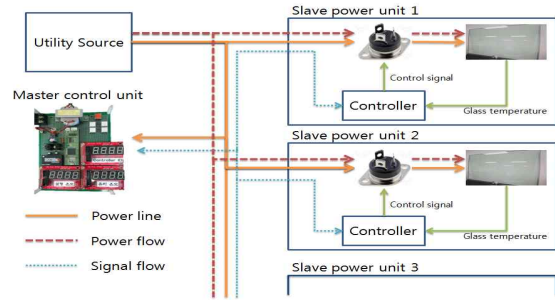 Slave power unit 1
Utility Source
Control signal
Master control unit
Controller
Glass temperature
Slave power unit 2
Control signal
Power line
Controller
Power flow
Glass temperature
Signal flow
Slave power unit 3